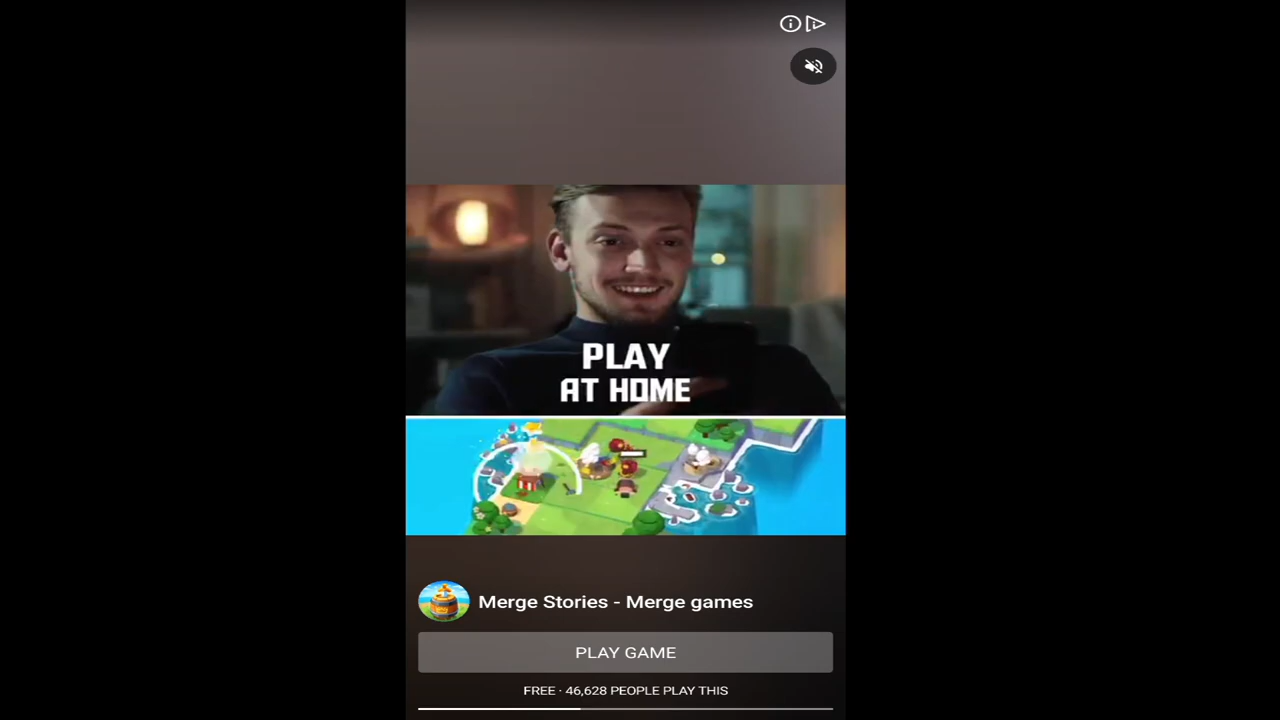 PLAY
AT HOME
Merge Stories - Merge games
PLAY GAME
FREE · 46,628 PEOPLE PLAY THIS